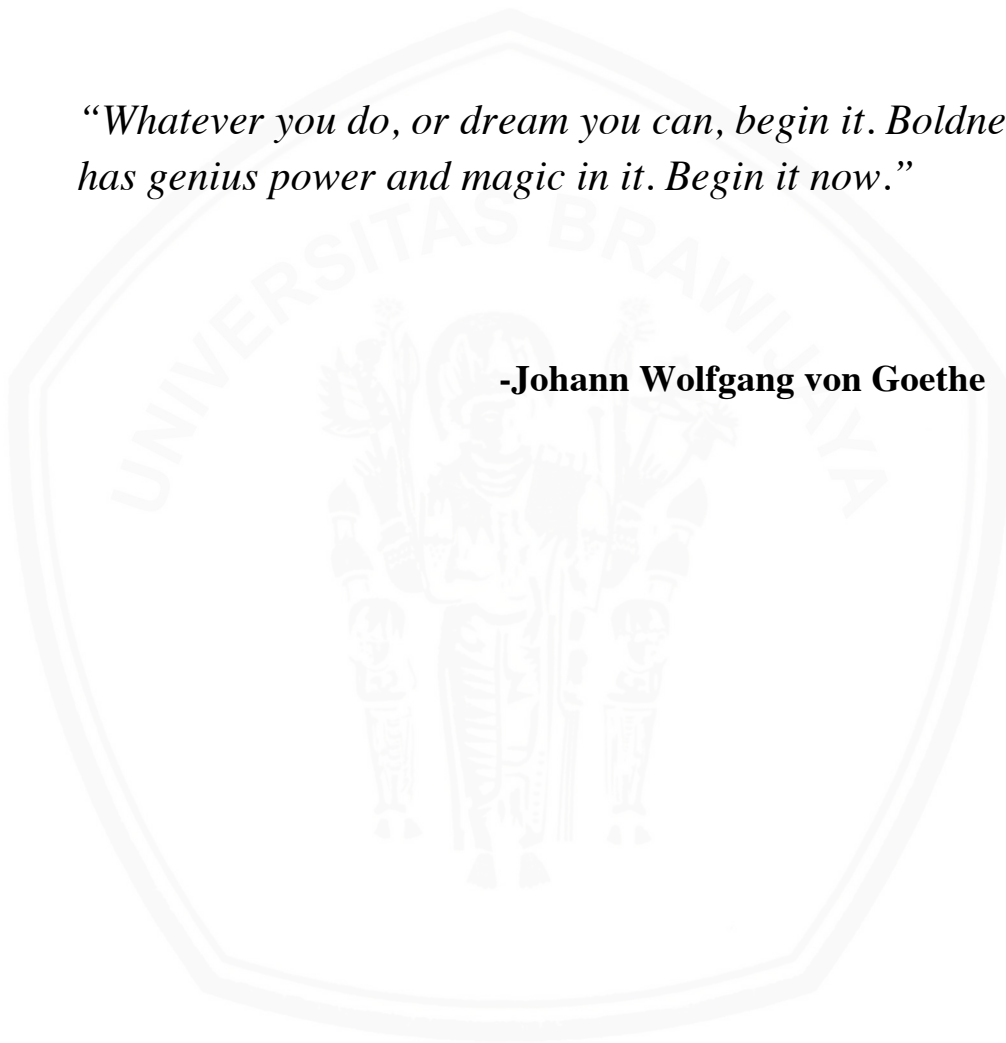 “Whatever you do, or dream you can, begin it. Boldne
has genius power and magic in it. Begin it now.”
UNIVERSITAS BRAWIJAYA
-Johann Wolfgang von Goethe